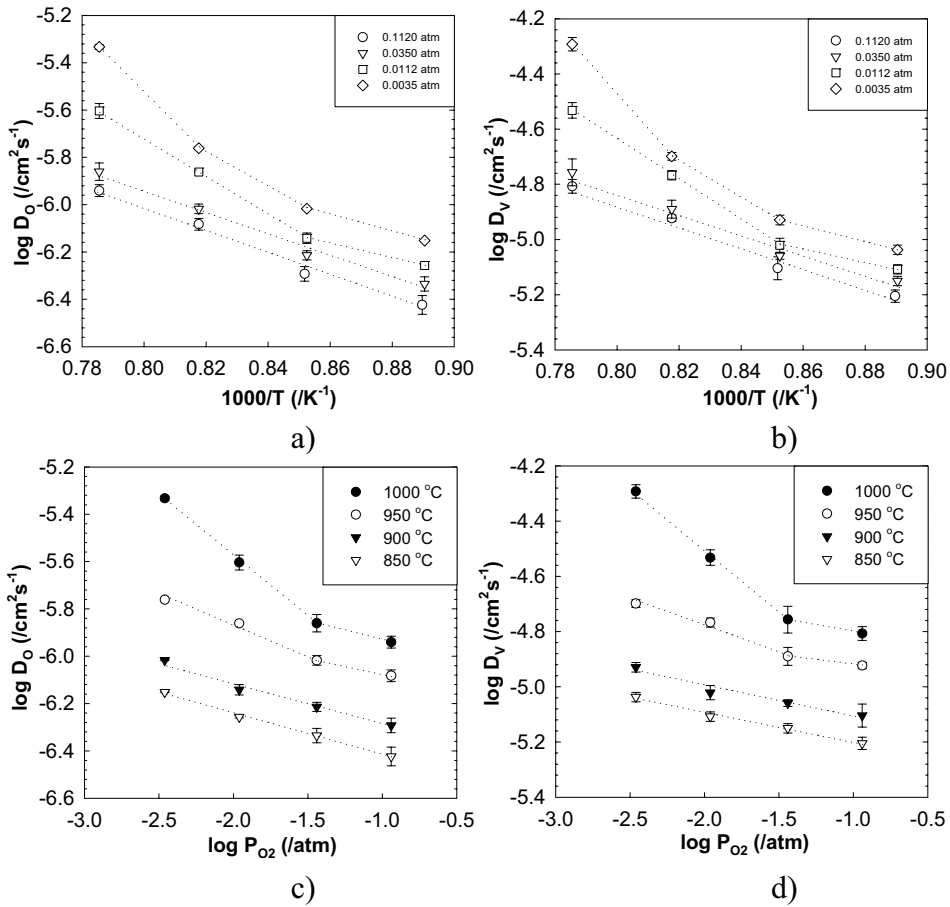 -5.2
-5.6
-6.0
-6.4
-6.6
log D_O (/cm²s⁻¹)
0.1120 atm
0.0350 atm
0.0112 atm
0.0035 atm
0.78 0.80 0.82 0.84 0.86 0.88 0.90
1000/T (/K⁻¹)
a)
-4.2
-4.4
-4.6
-4.8
-5.0
-5.2
-5.4
log D_V (/cm²s⁻¹)
0.1120 atm
0.0350 atm
0.0112 atm
0.0035 atm
0.78 0.80 0.82 0.84 0.86 0.88 0.90
1000/T (/K⁻¹)
b)
-5.2
-5.4
-5.6
-5.8
-6.0
-6.2
-6.4
-6.6
log D_O (/cm²s⁻¹)
1000 °C
950 °C
900 °C
850 °C
-3.0 -2.5 -2.0 -1.5 -1.0 -0.5
log P_O2 (/atm)
c)
-4.2
-4.4
-4.6
-4.8
-5.0
-5.2
-5.4
log D_V (/cm²s⁻¹)
1000 °C
950 °C
900 °C
850 °C
-3.0 -2.5 -2.0 -1.5 -1.0 -0.5
log P_O2 (/atm)
d)